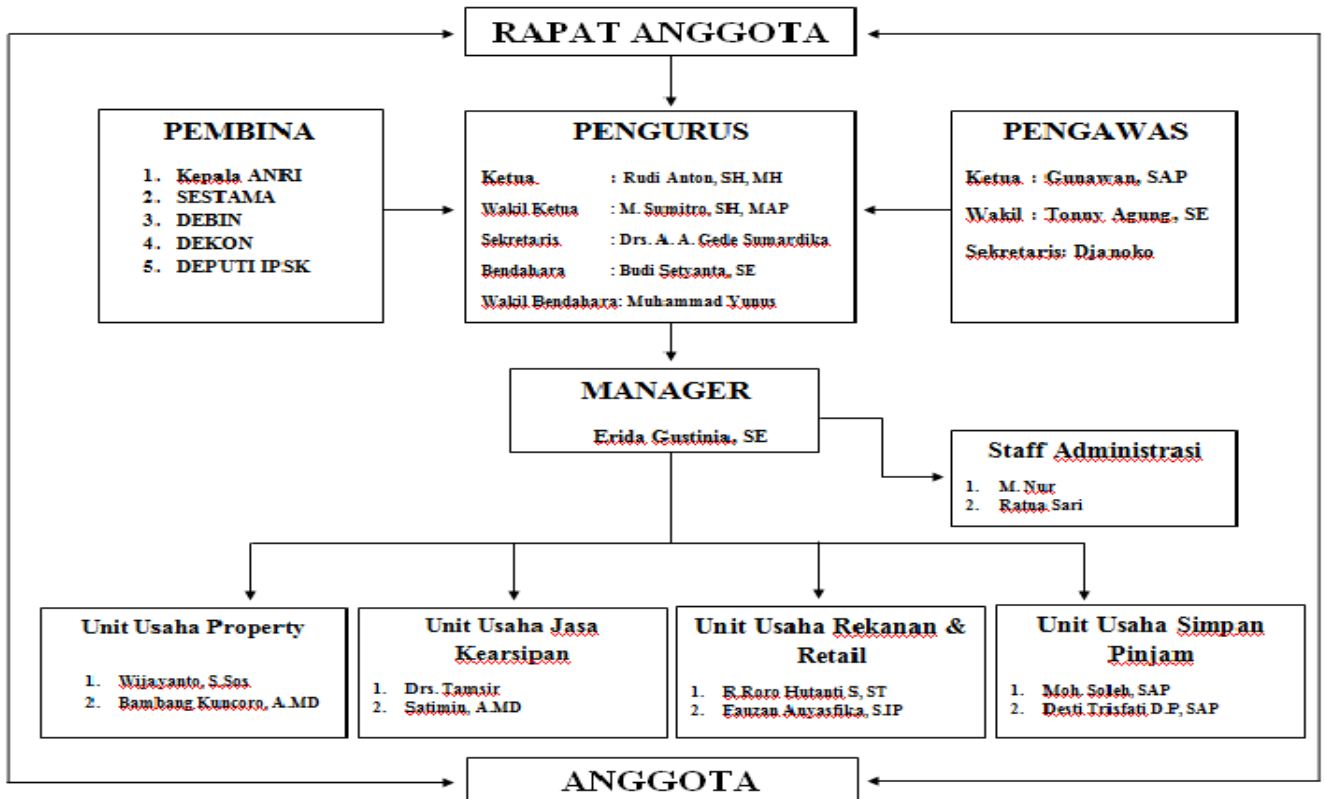 RAPAT ANGGOTA
PEMBINA
1. Kepala ANRI
2. SESTAMA
3. DEBIN
4. DEKON
5. DEPUTI IPSK
PENGURUS
Ketua : Rudi Anton, SH, MH
Wakil Ketua : M. Sumitro, SH, MAP
Sekretaris : Drs. A. A. Gede Sumardika
Bendahara : Budi Setyanta, SE
Wakil Bendahara: Muhammad Yunus
PENGAWAS
Ketua : Gunawan, SAP
Wakil : Tonny Agung, SE
Sekretaris: Djanoko
MANAGER
Erida Gustinia, SE
Staff Administrasi
1. M. Nur
2. Ratna Sari
Unit Usaha Property
1. Wijayanto, S.Sos
2. Bambang Kuncoro, A.MD
Unit Usaha Jasa
Kearsipan
1. Drs. Tamsir
2. Satimin, A.MD
Unit Usaha Rekanan &
Retail
1. R.Roro Hutanti S, ST
2. Fauzan Anyasfika, S.IP
Unit Usaha Simpan
Pinjam
1. Moh. Soleh, SAP
2. Desti Trisfati D.P, SAP
ANGGOTA